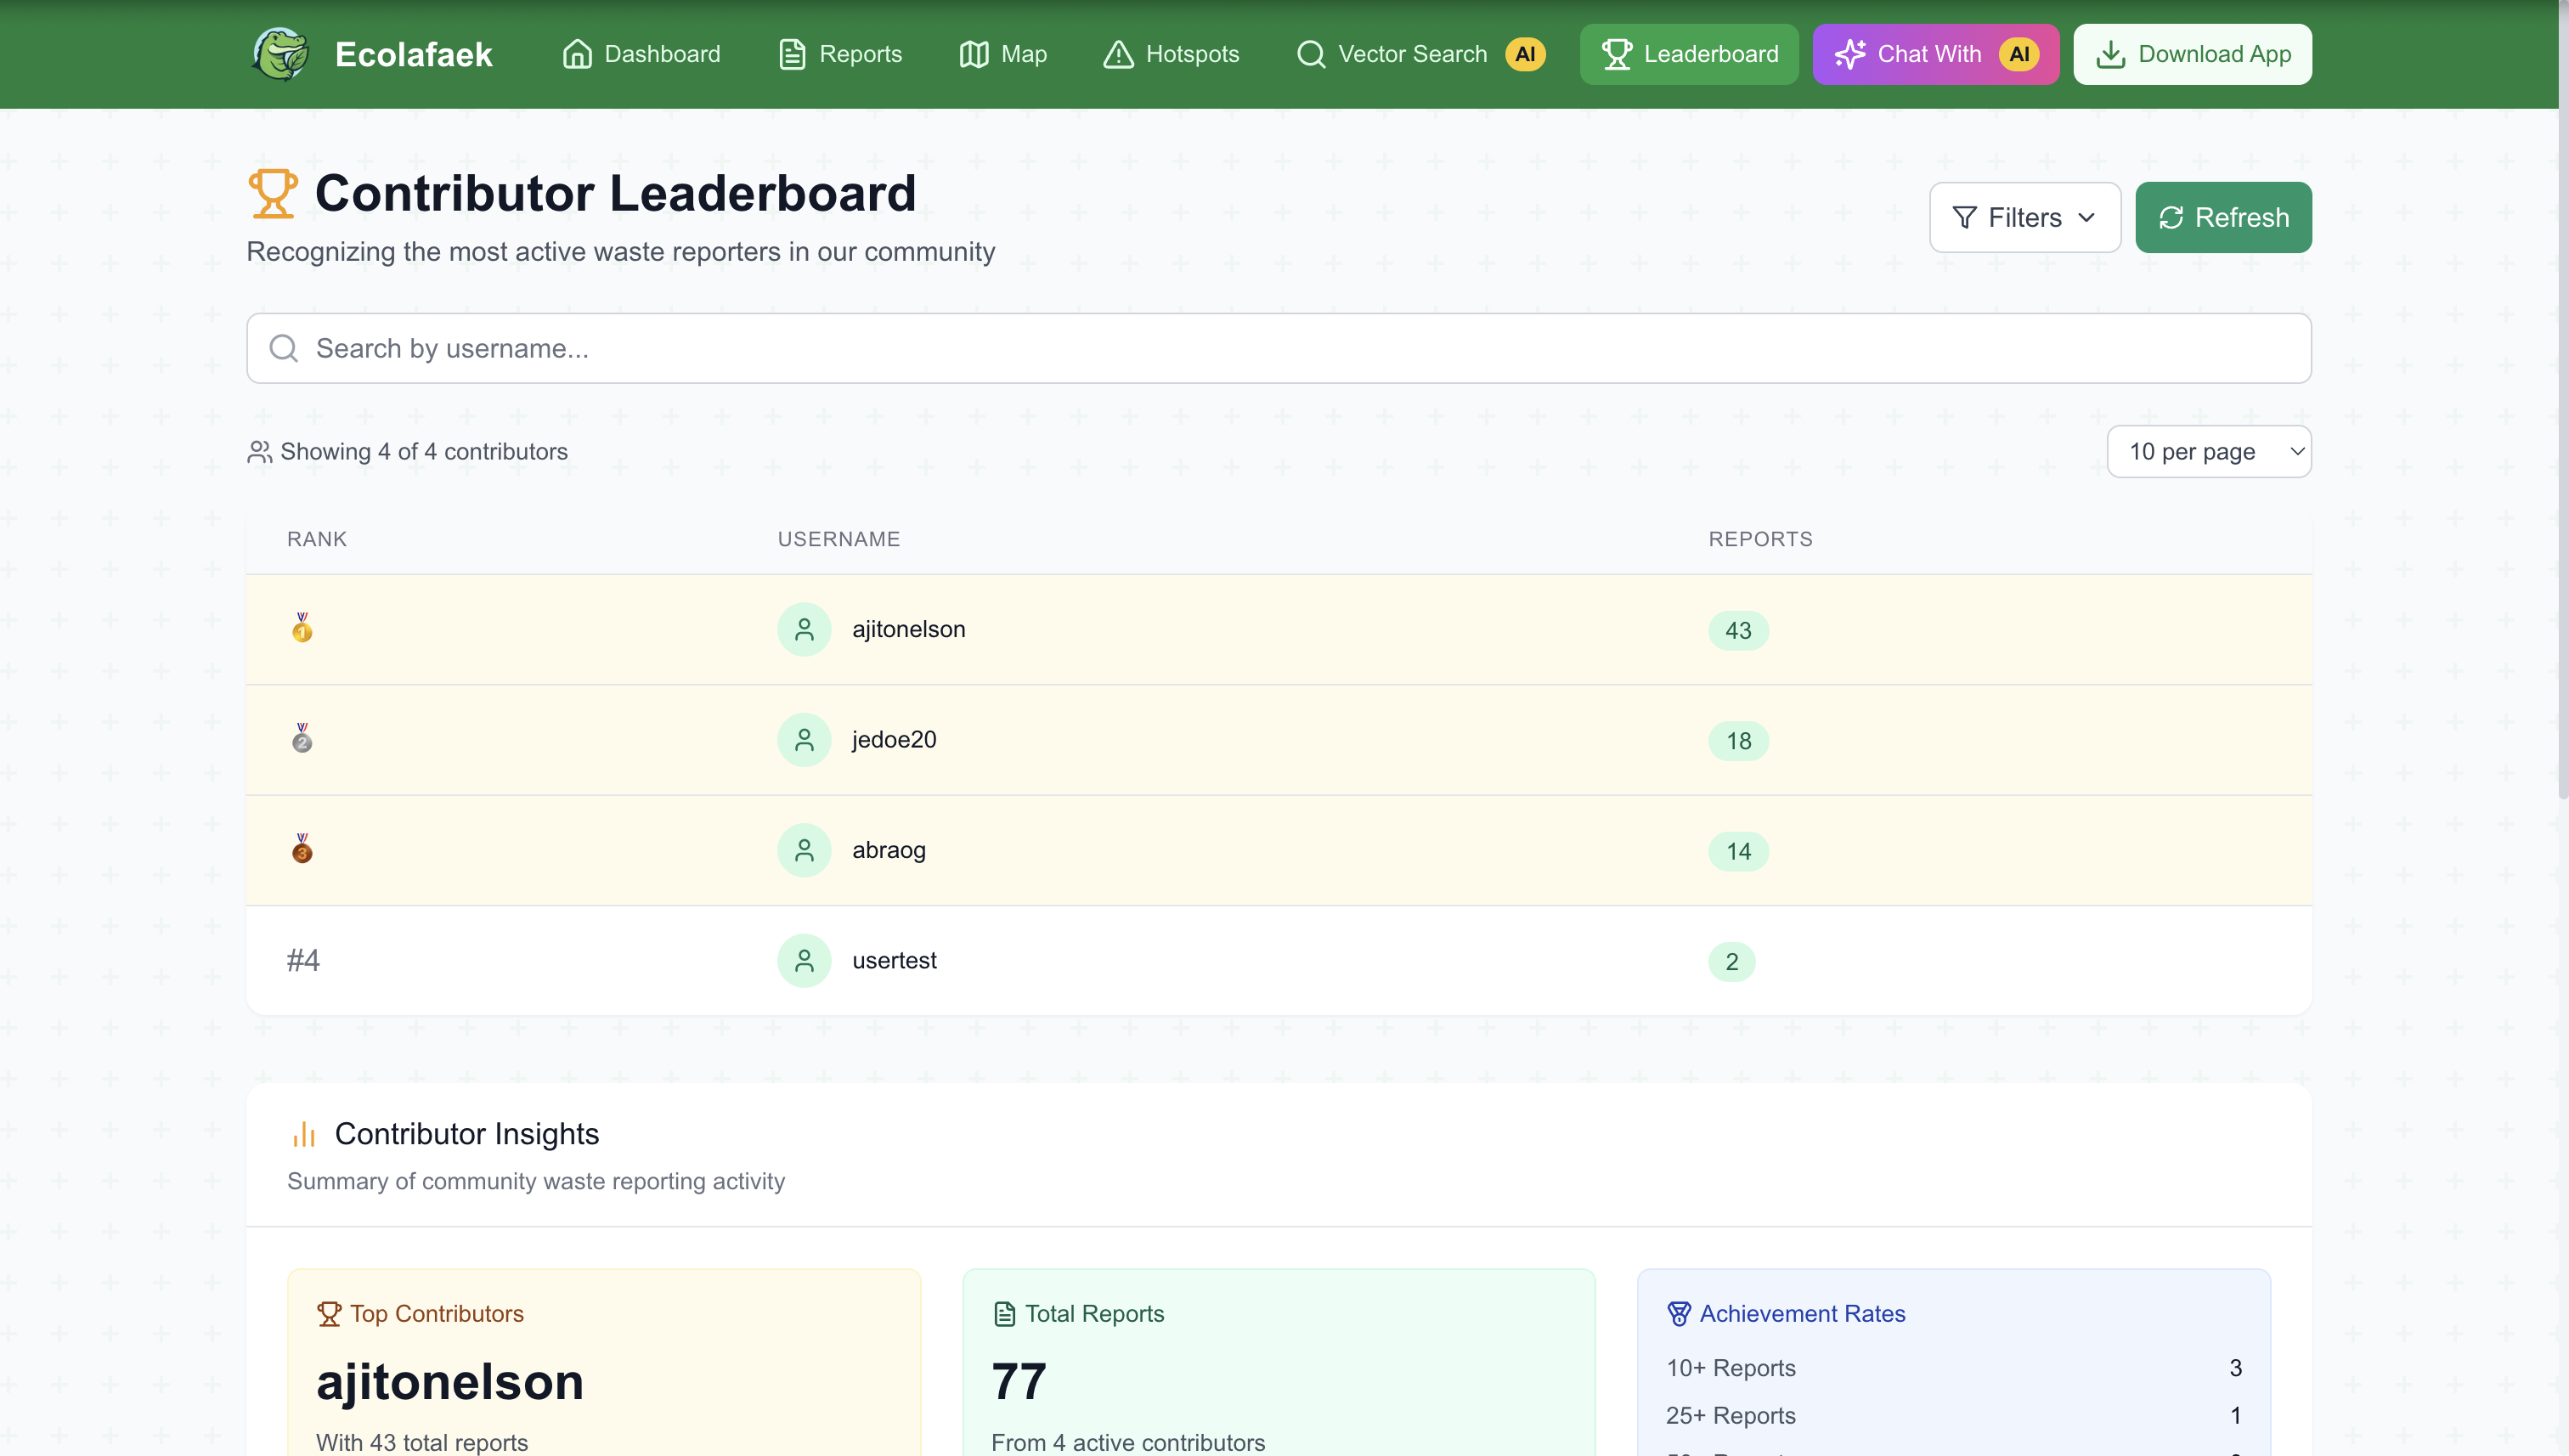 Ecolafaek
Dashboard
Reports
Map
Hotspots
Vector Search AI
Leaderboard
Chat With AI
Download App
Contributor Leaderboard
Recognizing the most active waste reporters in our community
Filters
Refresh
Search by username...
Showing 4 of 4 contributors
10 per page
RANK USERNAME REPORTS
1 ajitonelson 43
2 jedoe20 18
3 abraog 14
#4 usertest 2
Contributor Insights
Summary of community waste reporting activity
Top Contributors
ajitonelson
With 43 total reports
Total Reports
77
From 4 active contributors
Achievement Rates
10+ Reports 3
25+ Reports 1